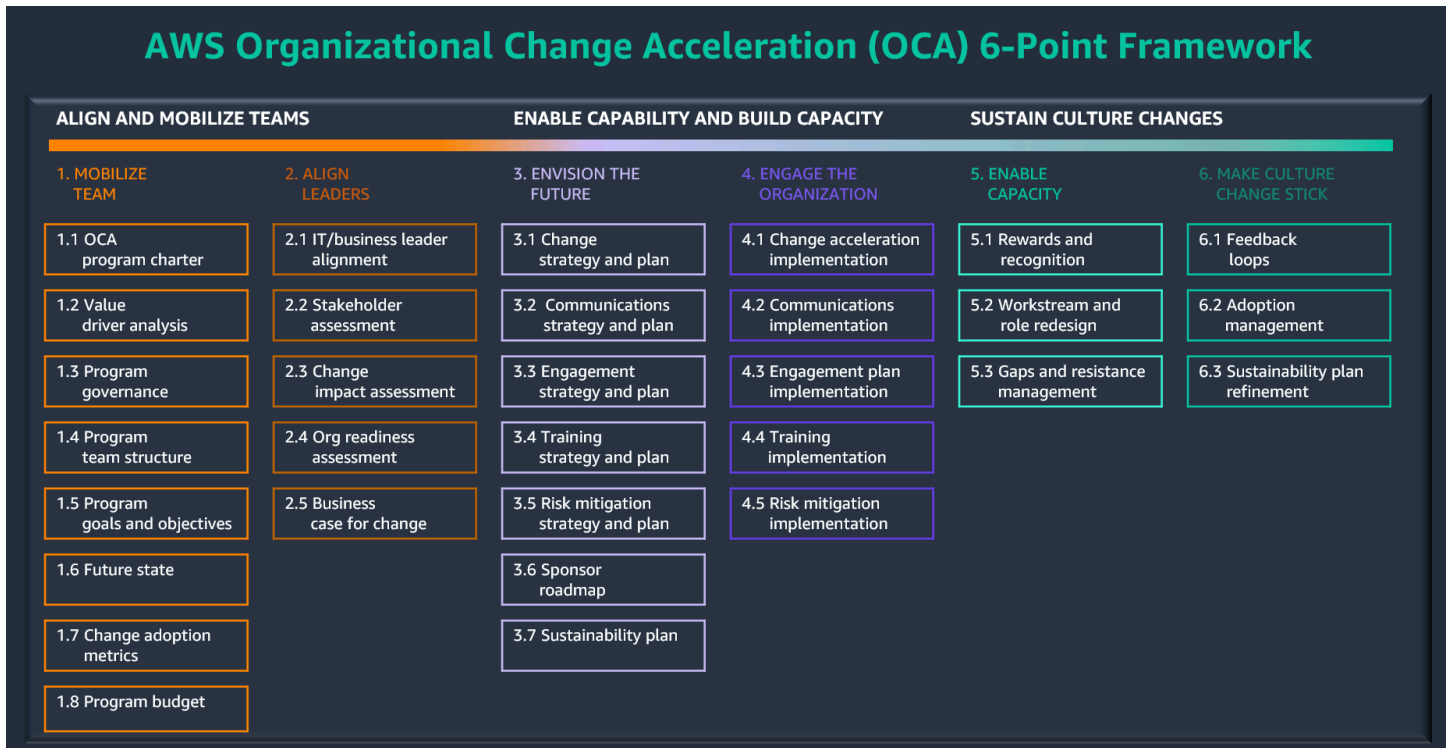 AWS Organizational Change Acceleration (OCA) 6-Point Framework
ALIGN AND MOBILIZE TEAMS
ENABLE CAPABILITY AND BUILD CAPACITY
SUSTAIN CULTURE CHANGES
1. MOBILIZE
TEAM
1.1 OCA
program charter
1.2 Value
driver analysis
1.3 Program
governance
1.4 Program
team structure
1.5 Program
goals and objectives
1.6 Future state
1.7 Change adoption
metrics
1.8 Program budget
2. ALIGN
LEADERS
2.1 IT/business leader
alignment
2.2 Stakeholder
assessment
2.3 Change
impact assessment
2.4 Org readiness
assessment
2.5 Business
case for change
3. ENVISION THE
FUTURE
3.1 Change
strategy and plan
3.2 Communications
strategy and plan
3.3 Engagement
strategy and plan
3.4 Training
strategy and plan
3.5 Risk mitigation
strategy and plan
3.6 Sponsor
roadmap
3.7 Sustainability plan
4. ENGAGE THE
ORGANIZATION
4.1 Change acceleration
implementation
4.2 Communications
implementation
4.3 Engagement plan
implementation
4.4 Training
implementation
4.5 Risk mitigation
implementation
5. ENABLE
CAPACITY
5.1 Rewards and
recognition
5.2 Workstream and
role redesign
5.3 Gaps and resistance
management
6. MAKE CULTURE
CHANGE STICK
6.1 Feedback
loops
6.2 Adoption
management
6.3 Sustainability plan
refinement